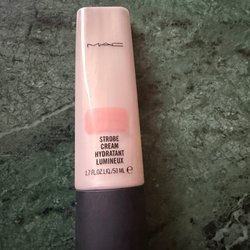 MAC
STROBE
CREAM
HYDRATANT
LUMINEUX
1.7 FL.OZ.LIQ./50 ML e